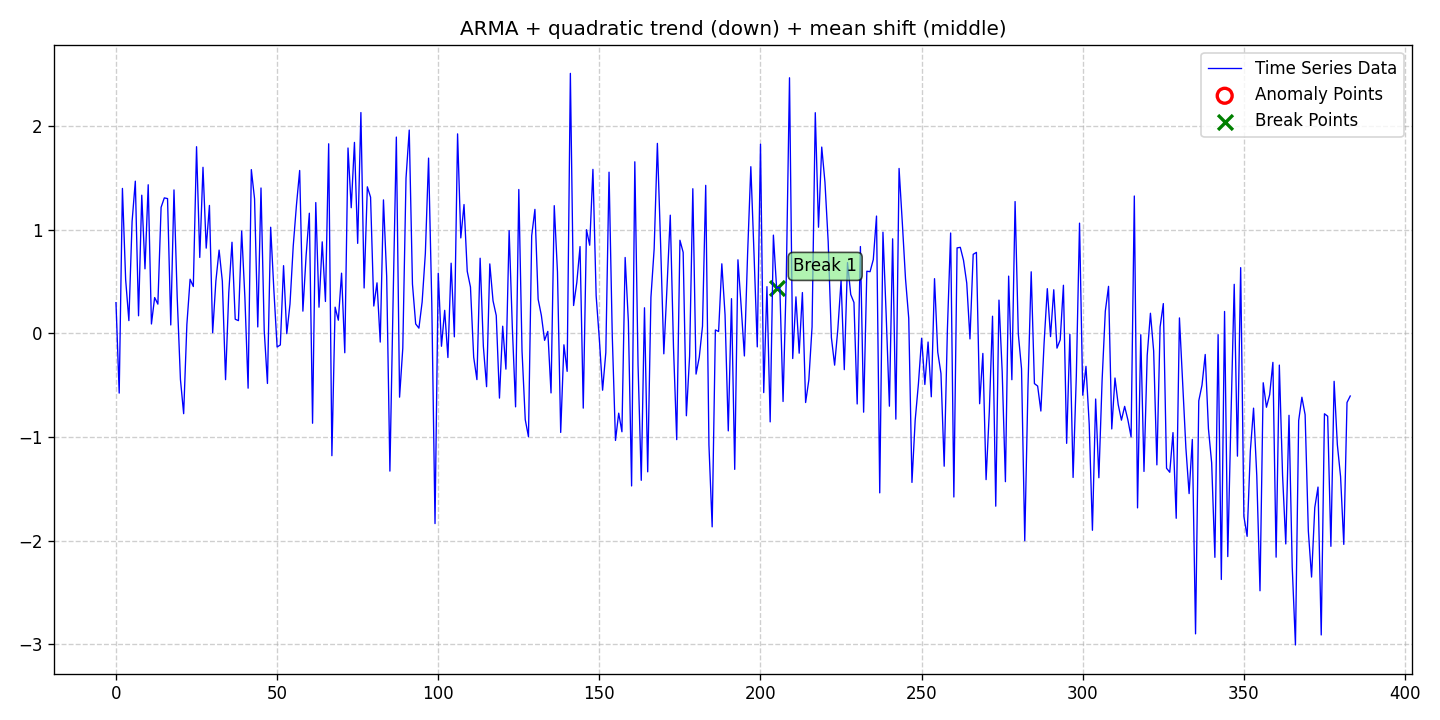 ARMA + quadratic trend (down) + mean shift (middle)
Time Series Data
Anomaly Points
Break Points
Break 1
2
1
0
−1
−2
−3
0 50 100 150 200 250 300 350 400